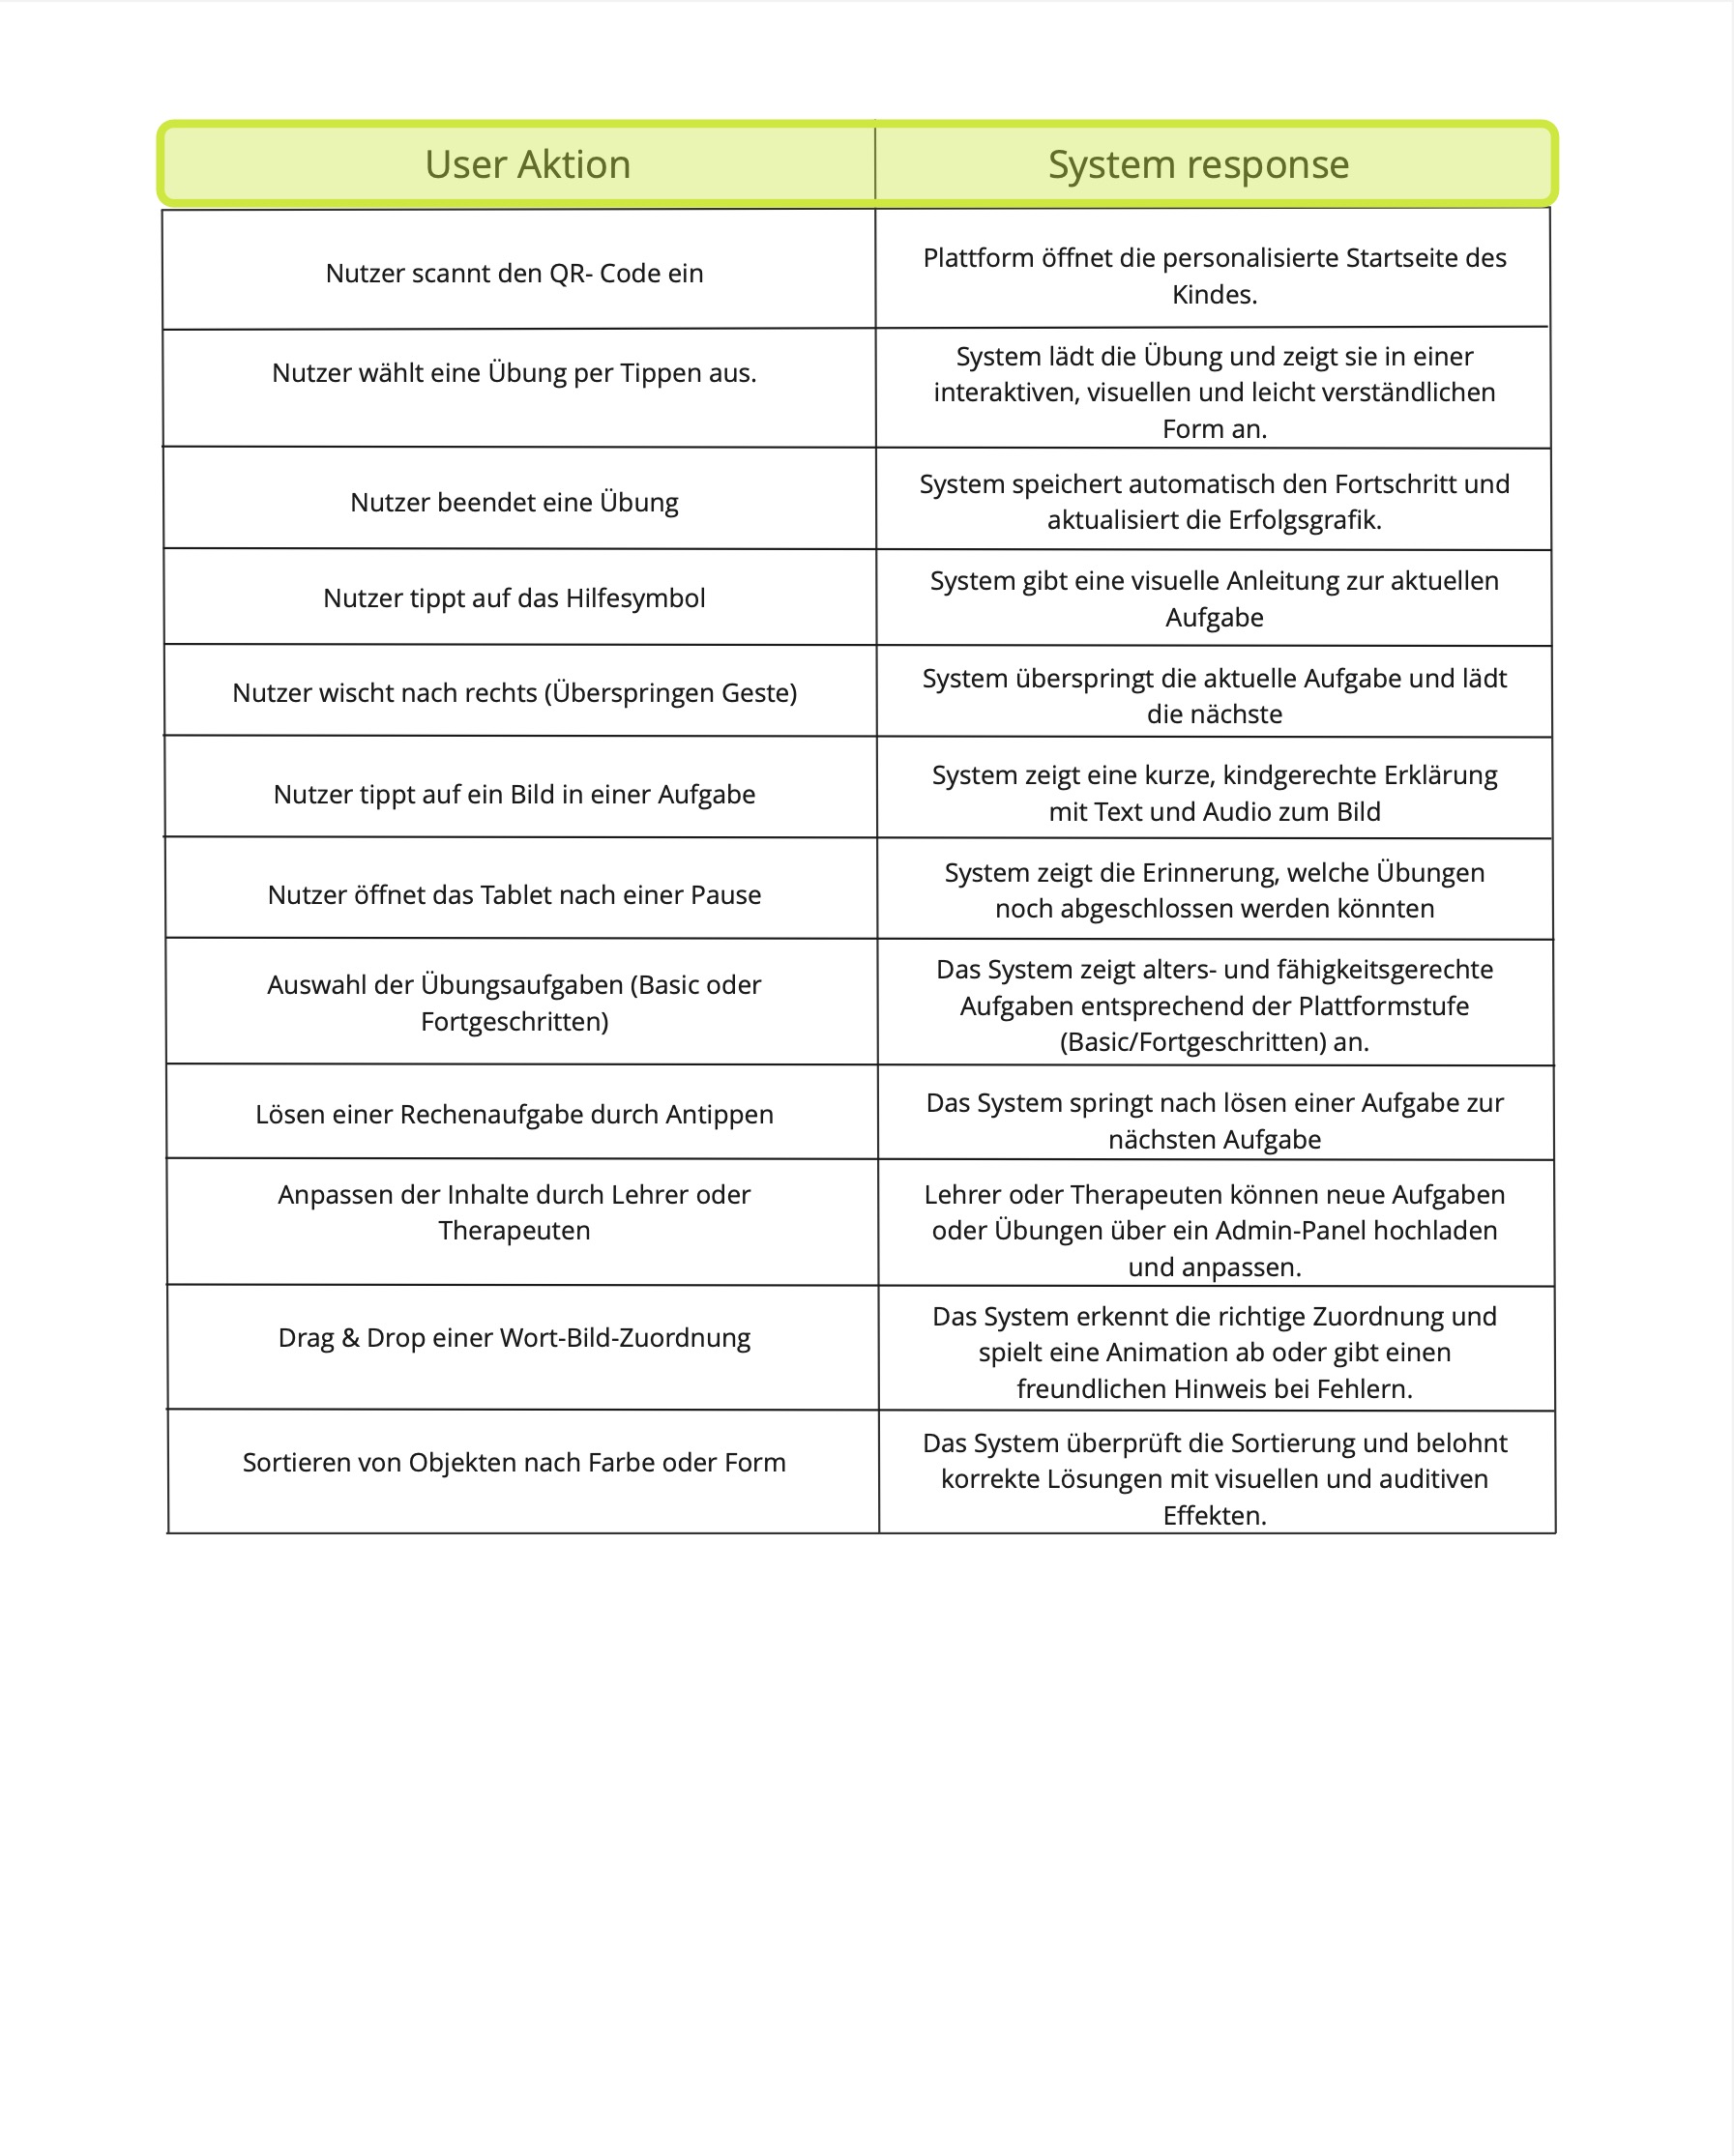 User Aktion
System response
Nutzer scannt den QR- Code ein
Plattform öffnet die personalisierte Startseite des
Kindes.
Nutzer wählt eine Übung per Tippen aus.
System lädt die Übung und zeigt sie in einer
interaktiven, visuellen und leicht verständlichen
Form an.
Nutzer beendet eine Übung
System speichert automatisch den Fortschritt und
aktualisiert die Erfolgsgrafik.
Nutzer tippt auf das Hilfesymbol
System gibt eine visuelle Anleitung zur aktuellen
Aufgabe
Nutzer wischt nach rechts (Überspringen Geste)
System überspringt die aktuelle Aufgabe und lädt
die nächste
Nutzer tippt auf ein Bild in einer Aufgabe
System zeigt eine kurze, kindgerechte Erklärung
mit Text und Audio zum Bild
Nutzer öffnet das Tablet nach einer Pause
System zeigt die Erinnerung, welche Übungen
noch abgeschlossen werden könnten
Auswahl der Übungsaufgaben (Basic oder
Fortgeschritten)
Das System zeigt alters- und fähigkeitsgerechte
Aufgaben entsprechend der Plattformstufe
(Basic/Fortgeschritten) an.
Lösen einer Rechenaufgabe durch Antippen
Das System springt nach lösen einer Aufgabe zur
nächsten Aufgabe
Anpassen der Inhalte durch Lehrer oder
Therapeuten
Lehrer oder Therapeuten können neue Aufgaben
oder Übungen über ein Admin-Panel hochladen
und anpassen.
Drag & Drop einer Wort-Bild-Zuordnung
Das System erkennt die richtige Zuordnung und
spielt eine Animation ab oder gibt einen
freundlichen Hinweis bei Fehlern.
Sortieren von Objekten nach Farbe oder Form
Das System überprüft die Sortierung und belohnt
korrekte Lösungen mit visuellen und auditiven
Effekten.